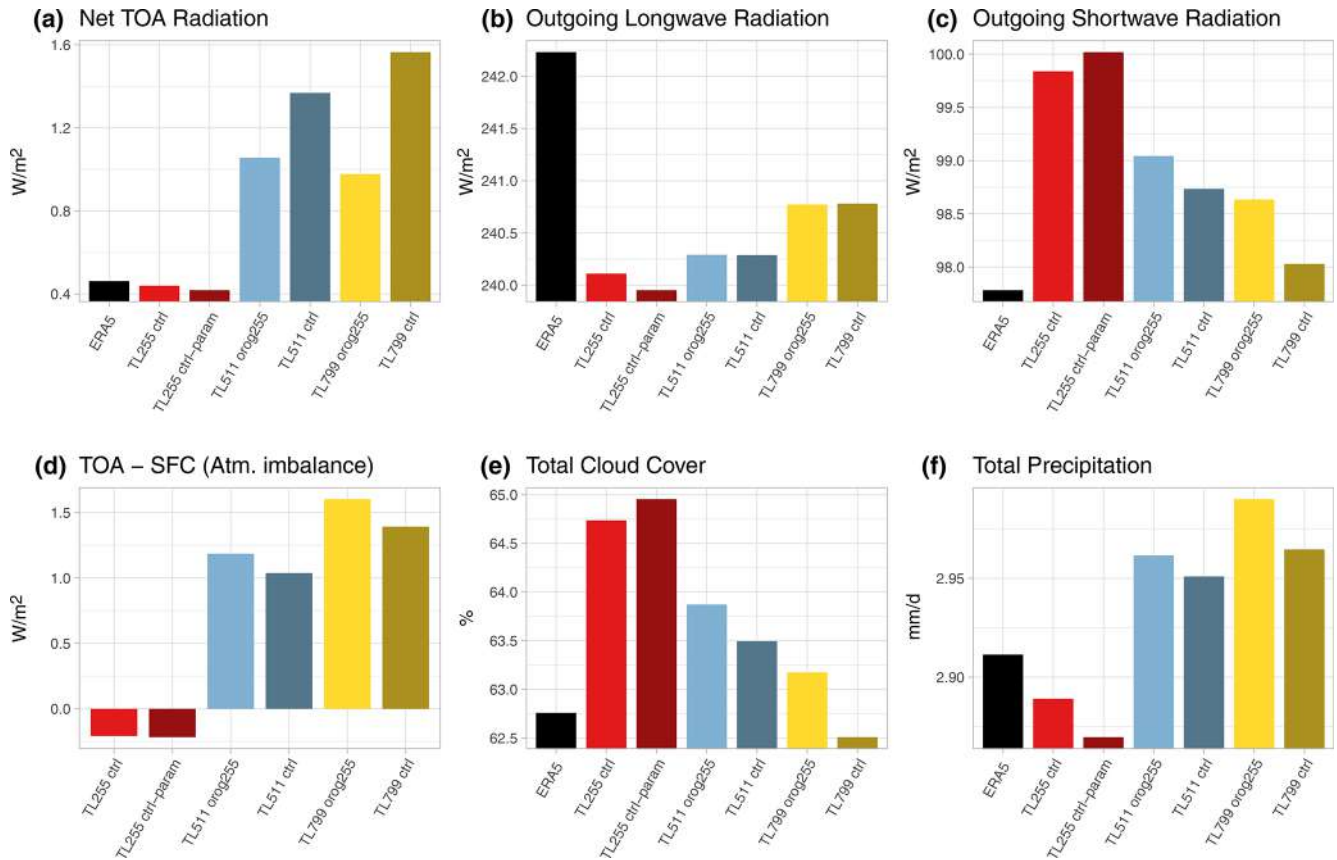 (a) Net TOA Radiation
W/m²
1.6
1.2
0.8
0.4
ERA5
TL255 ctrl
TL255 ctrl−param
TL511 orog255
TL511 ctrl
TL799 orog255
TL799 ctrl
(b) Outgoing Longwave Radiation
W/m²
242.0
241.5
241.0
240.5
240.0
ERA5
TL255 ctrl
TL255 ctrl−param
TL511 orog255
TL511 ctrl
TL799 orog255
TL799 ctrl
(c) Outgoing Shortwave Radiation
W/m²
100.0
99.5
99.0
98.5
98.0
ERA5
TL255 ctrl
TL255 ctrl−param
TL511 orog255
TL511 ctrl
TL799 orog255
TL799 ctrl
(d) TOA − SFC (Atm. imbalance)
W/m²
1.5
1.0
0.5
0.0
TL255 ctrl
TL255 ctrl−param
TL511 orog255
TL511 ctrl
TL799 orog255
TL799 ctrl
(e) Total Cloud Cover
%
65.0
64.5
64.0
63.5
63.0
62.5
ERA5
TL255 ctrl
TL255 ctrl−param
TL511 orog255
TL511 ctrl
TL799 orog255
TL799 ctrl
(f) Total Precipitation
mm/d
2.95
2.90
ERA5
TL255 ctrl
TL255 ctrl−param
TL511 orog255
TL511 ctrl
TL799 orog255
TL799 ctrl